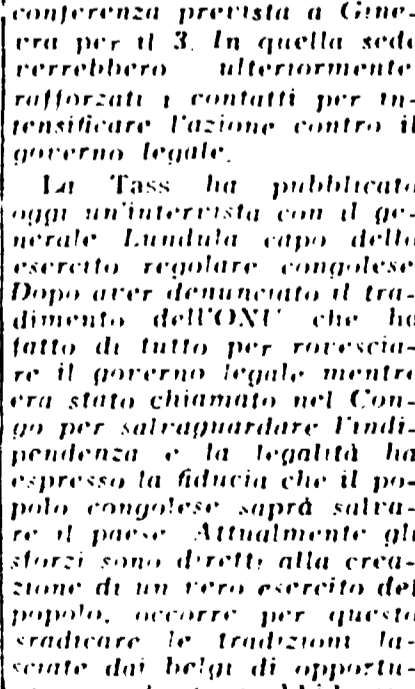 conferenza prevista a Gine-
vra per il 3. In quella sede
verrebbero ulteriormente
rafforzati i contatti per in-
tensificare l'azione contro il
governo legale.
La Tass ha pubblicato
oggi un'intervista con il ge-
nerale Lundula capo dello
esercito regolare congolese
Dopo aver denunciato il tra-
dimento dell'ONU che ha
fatto di tutto per rovescia-
re il governo legale mentre
era stato chiamato nel Con-
go per salvaguardare l'indi-
pendenza e la legalità ha
espresso la fiducia che il po-
polo congolese saprà salva-
re il paese Attualmente gli
sforzi sono diretti alla crea-
zione di un vero esercito del
popolo, occorre per questo
sradicare le tradizioni la-
sciate dai belgi di opportu-